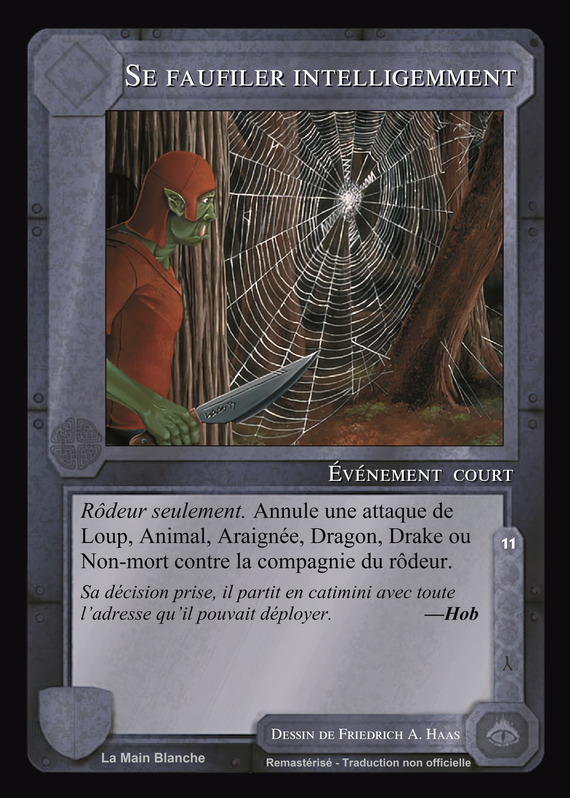 Se faufiler intelligemment
Événement court
Rôdeur seulement. Annule une attaque de
Loup, Animal, Araignée, Dragon, Drake ou
Non-mort contre la compagnie du rôdeur.
11
Sa décision prise, il partit en catimini avec toute
l’adresse qu’il pouvait déployer. —Hob
Dessin de Friedrich A. Haas
La Main Blanche
Remastérisé - Traduction non officielle